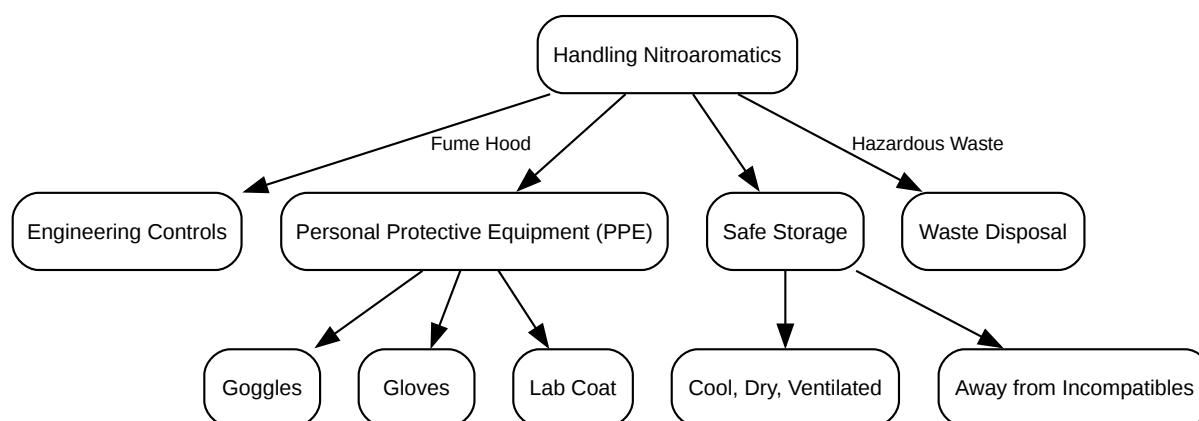 Handling Nitroaromatics
Fume Hood
Hazardous Waste
Engineering Controls
Personal Protective Equipment (PPE)
Safe Storage
Waste Disposal
Goggles
Gloves
Lab Coat
Cool, Dry, Ventilated
Away from Incompatibles